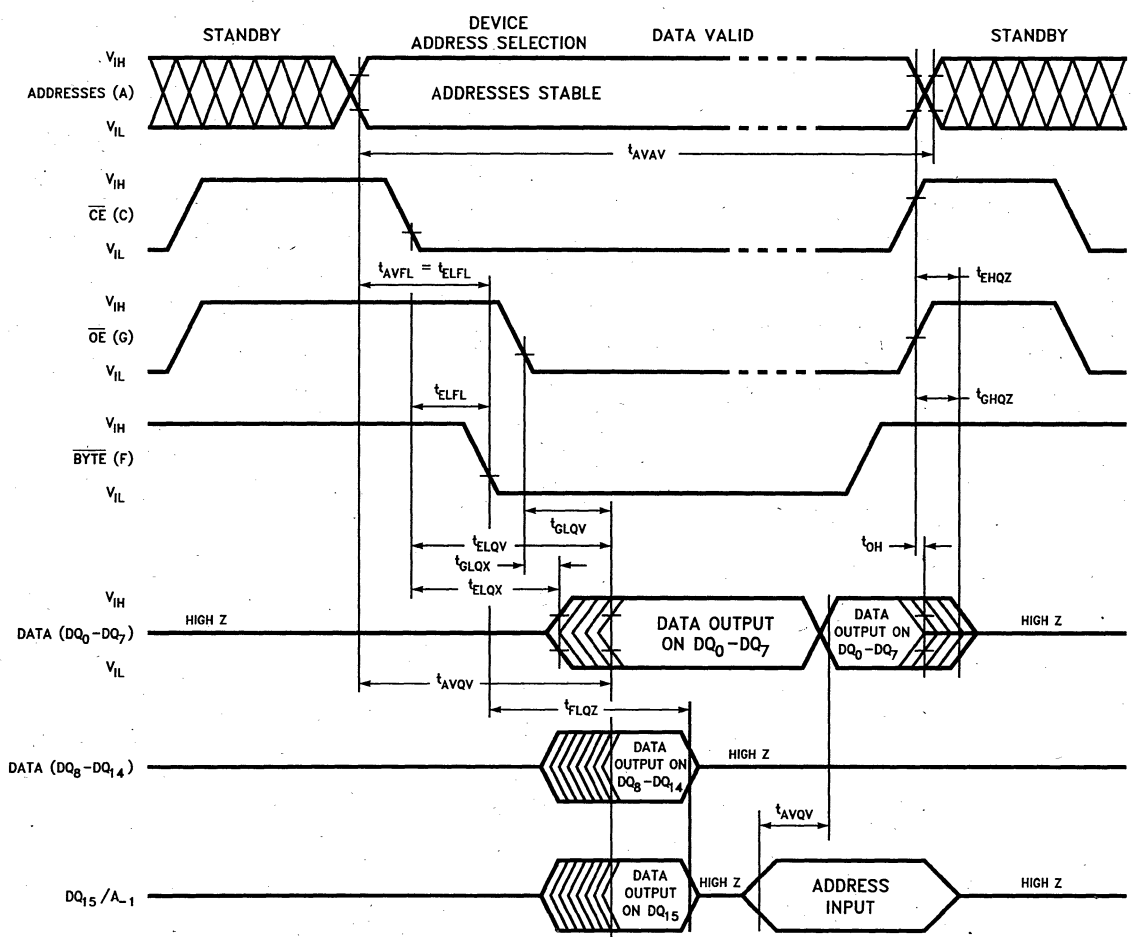 STANDBY
DEVICE
ADDRESS SELECTION
DATA VALID
STANDBY
VIH
ADDRESSES (A)
ADDRESSES STABLE
VIL
tAVAV
VIH
CE (C)
VIL
tAVFL = tELFL
tEHQZ
VIH
OE (G)
VIL
tELFL
tGHQZ
VIH
BYTE (F)
VIL
tGLQV
tELQV
tOH
tGLQX
tELQX
VIH
DATA (DQ0-DQ7)
HIGH Z
DATA OUTPUT
ON DQ0-DQ7
DATA
OUTPUT ON
DQ0-DQ7
HIGH Z
VIL
tAVQV
tFLQZ
DATA (DQ8-DQ14)
DATA
OUTPUT ON
DQ8-DQ14
HIGH Z
tAVQV
DQ15/A-1
DATA
OUTPUT
ON DQ15
HIGH Z
ADDRESS
INPUT
HIGH Z